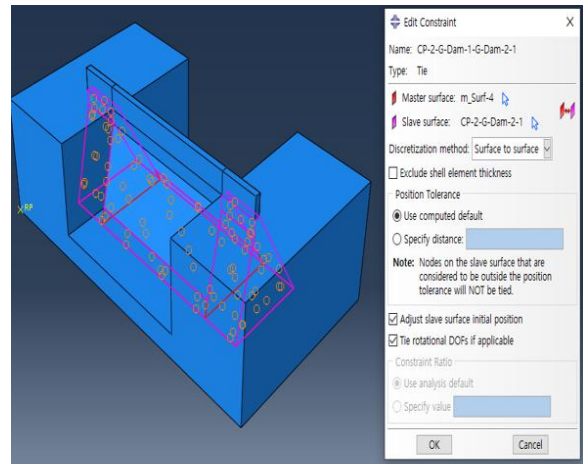 RP
Edit Constraint
X
Name: CP-2-G-Dam-1-G-Dam-2-1
Type: Tie
Master surface: m_Surf-4
Slave surface: CP-2-G-Dam-2-1
Discretization method: Surface to surface
Exclude shell element thickness
Position Tolerance
Use computed default
Specify distance:
Note: Nodes on the slave surface that are
considered to be outside the position
tolerance will NOT be tied.
Adjust slave surface initial position
Tie rotational DOFs if applicable
Constraint Ratio
Use analysis default
Specify value
OK Cancel